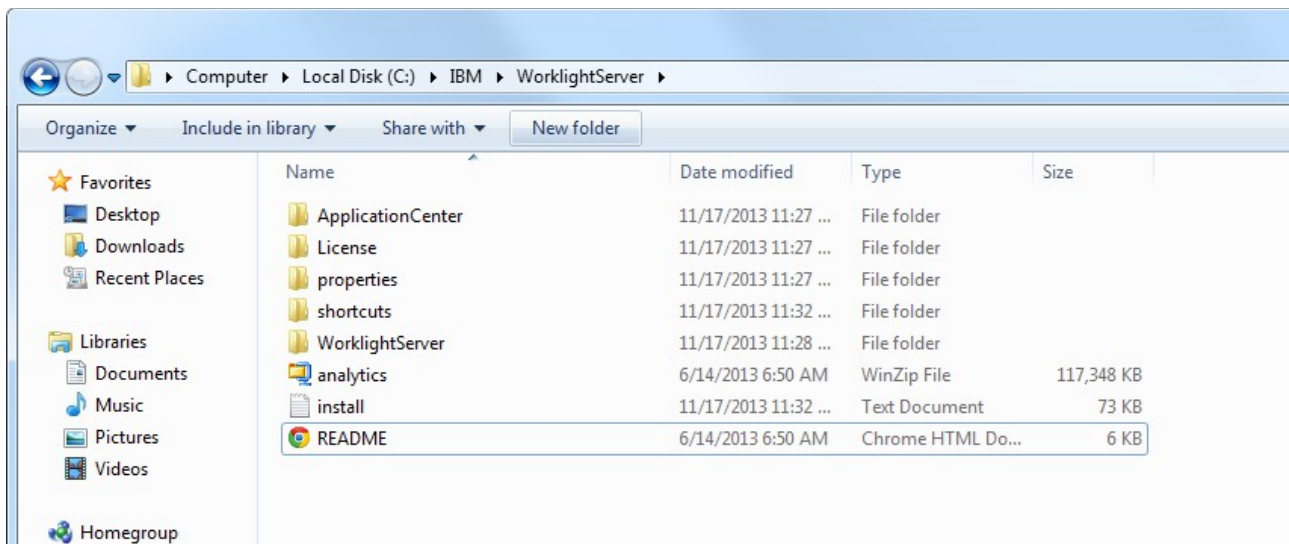 Computer Local Disk (C:) IBM WorklightServer
Organize Include in library Share with New folder
Favorites
Desktop
Downloads
Recent Places
Libraries
Documents
Music
Pictures
Videos
Homegroup
Name Date modified Type Size
ApplicationCenter 11/17/2013 11:27 ... File folder
License 11/17/2013 11:27 ... File folder
properties 11/17/2013 11:27 ... File folder
shortcuts 11/17/2013 11:32 ... File folder
WorklightServer 11/17/2013 11:28 ... File folder
analytics 6/14/2013 6:50 AM WinZip File 117,348 KB
install 11/17/2013 11:32 ... Text Document 73 KB
README 6/14/2013 6:50 AM Chrome HTML Do... 6 KB